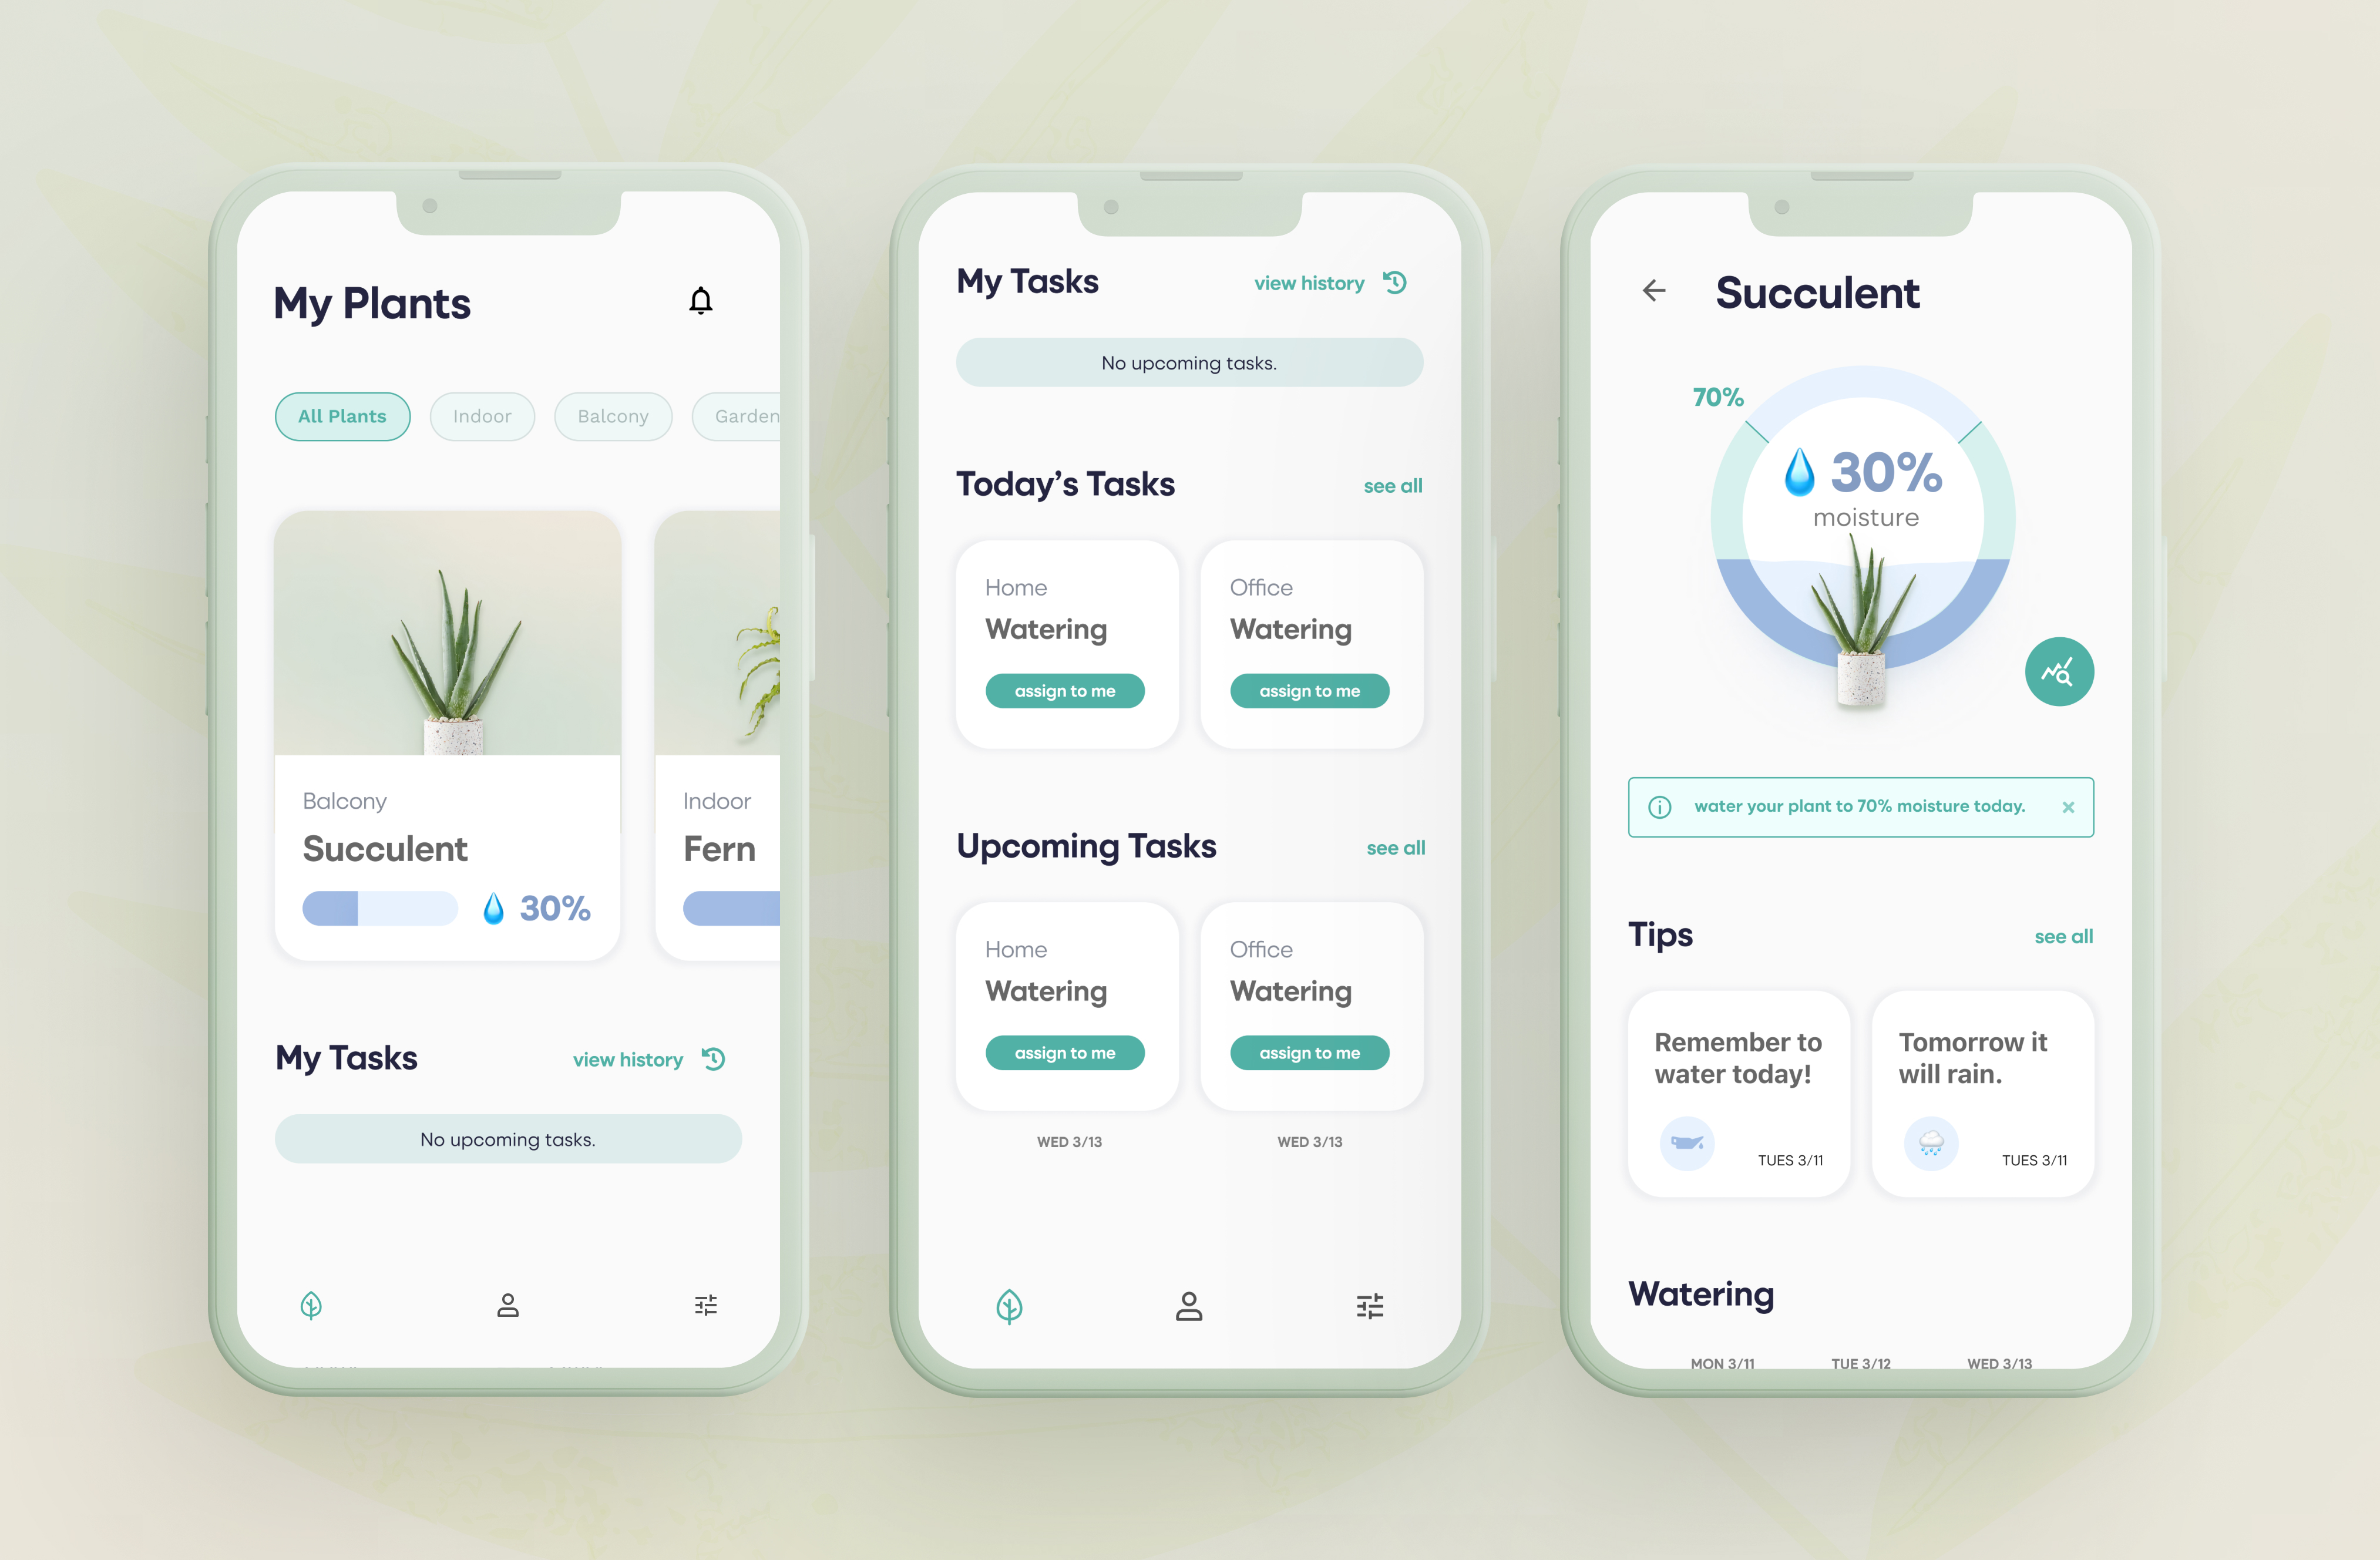 My Plants
All Plants
Indoor
Balcony
Garden
Balcony
Succulent
30%
Indoor
Fern
My Tasks
view history
No upcoming tasks.
My Tasks
view history
No upcoming tasks.
Today's Tasks
see all
Home
Watering
assign to me
Office
Watering
assign to me
Upcoming Tasks
see all
Home
Watering
assign to me
Office
Watering
assign to me
WED 3/13
WED 3/13
Succulent
70%
30%
moisture
water your plant to 70% moisture today.
Tips
see all
Remember to
water today!
TUES 3/11
Tomorrow it
will rain.
TUES 3/11
Watering
MON 3/11
TUE 3/12
WED 3/13